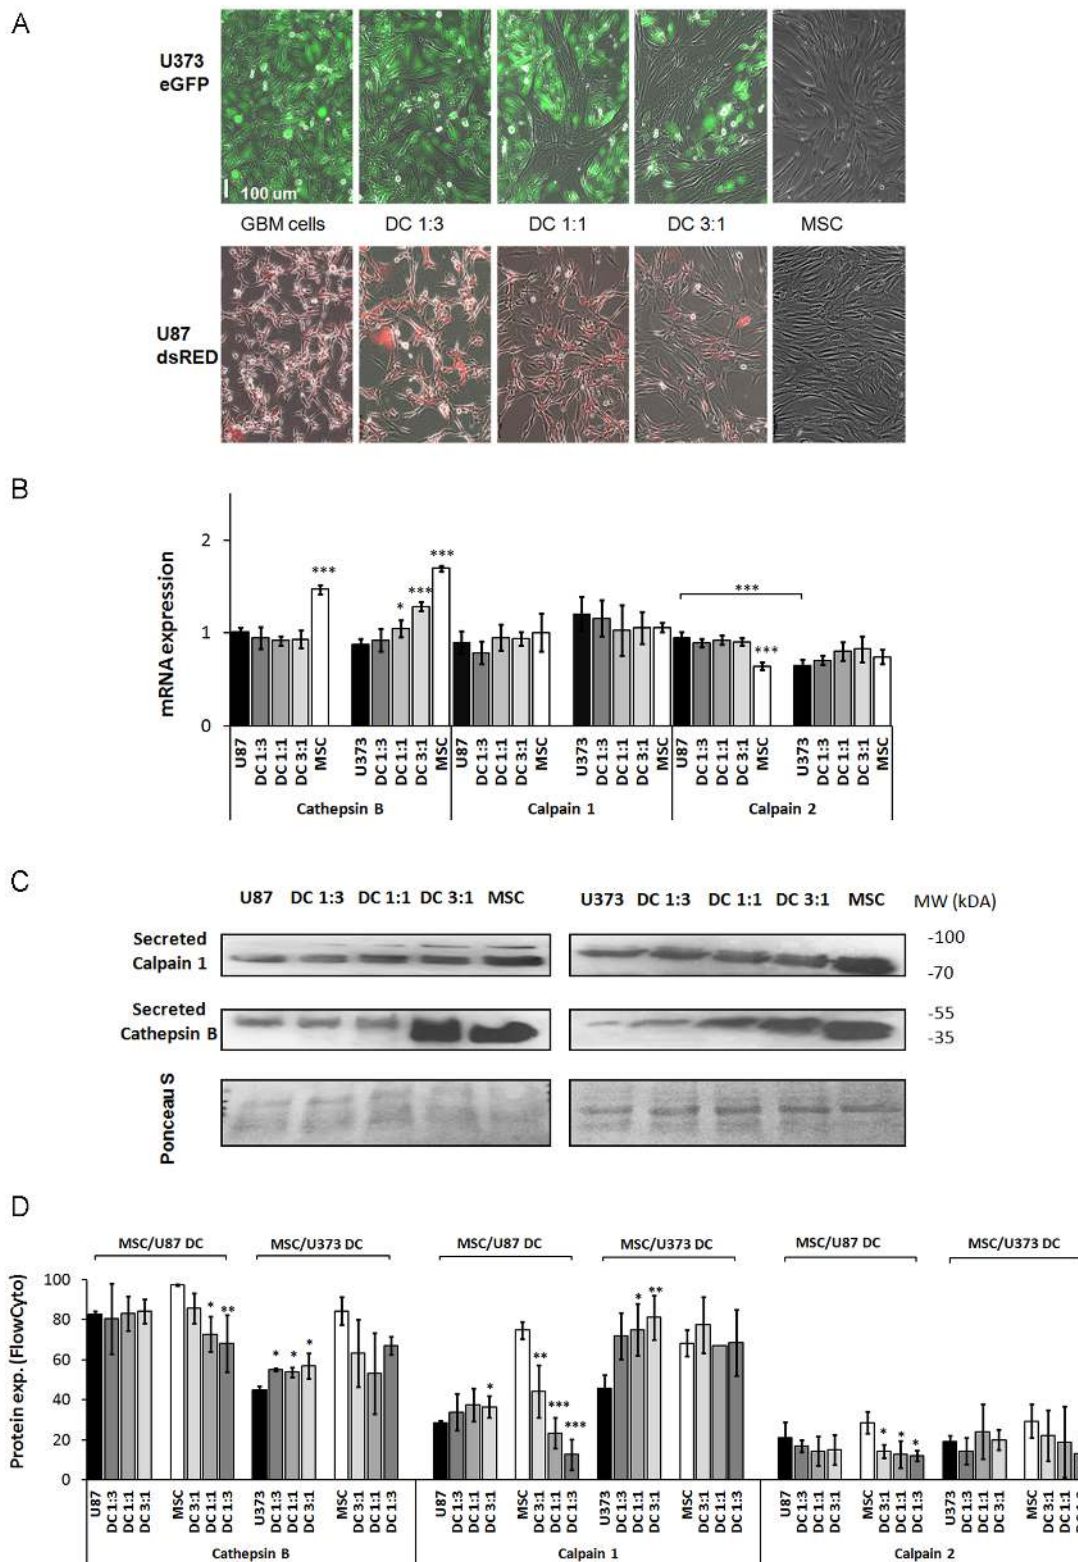 A
U373
eGFP
100 um
GBM cells DC 1:3 DC 1:1 DC 3:1 MSC
U87
dsRED
B
mRNA expression
2
1
0
***
* *** ***
***
***
U87 DC 1:3 DC 1:1 DC 3:1 MSC U373 DC 1:3 DC 1:1 DC 3:1 MSC U87 DC 1:3 DC 1:1 DC 3:1 MSC U373 DC 1:3 DC 1:1 DC 3:1 MSC U87 DC 1:3 DC 1:1 DC 3:1 MSC U373 DC 1:3 DC 1:1 DC 3:1 MSC
Cathepsin B Calpain 1 Calpain 2
C
U87 DC 1:3 DC 1:1 DC 3:1 MSC U373 DC 1:3 DC 1:1 DC 3:1 MSC MW (kDA)
Secreted
Calpain 1
-100
-70
Secreted
Cathepsin B
-55
-35
Ponceau S
D
MSC/U87 DC MSC/U373 DC MSC/U87 DC MSC/U373 DC MSC/U87 DC MSC/U373 DC
Protein exp. (FlowCyto)
100
80
60
40
20
0
* ** * * * * ** *** *** * ** * * *
U87 DC 1:3 DC 1:1 DC 3:1 MSC DC 3:1 DC 1:1 DC 1:3 U373 DC 1:3 DC 1:1 DC 3:1 MSC DC 3:1 DC 1:1 DC 1:3 U87 DC 1:3 DC 1:1 DC 3:1 MSC DC 3:1 DC 1:1 DC 1:3 U373 DC 1:3 DC 1:1 DC 3:1 MSC DC 3:1 DC 1:1 DC 1:3 U87 DC 1:3 DC 1:1 DC 3:1 MSC DC 3:1 DC 1:1 DC 1:3 U373 DC 1:3 DC 1:1 DC 3:1 MSC DC 3:1 DC 1:1
Cathepsin B Calpain 1 Calpain 2